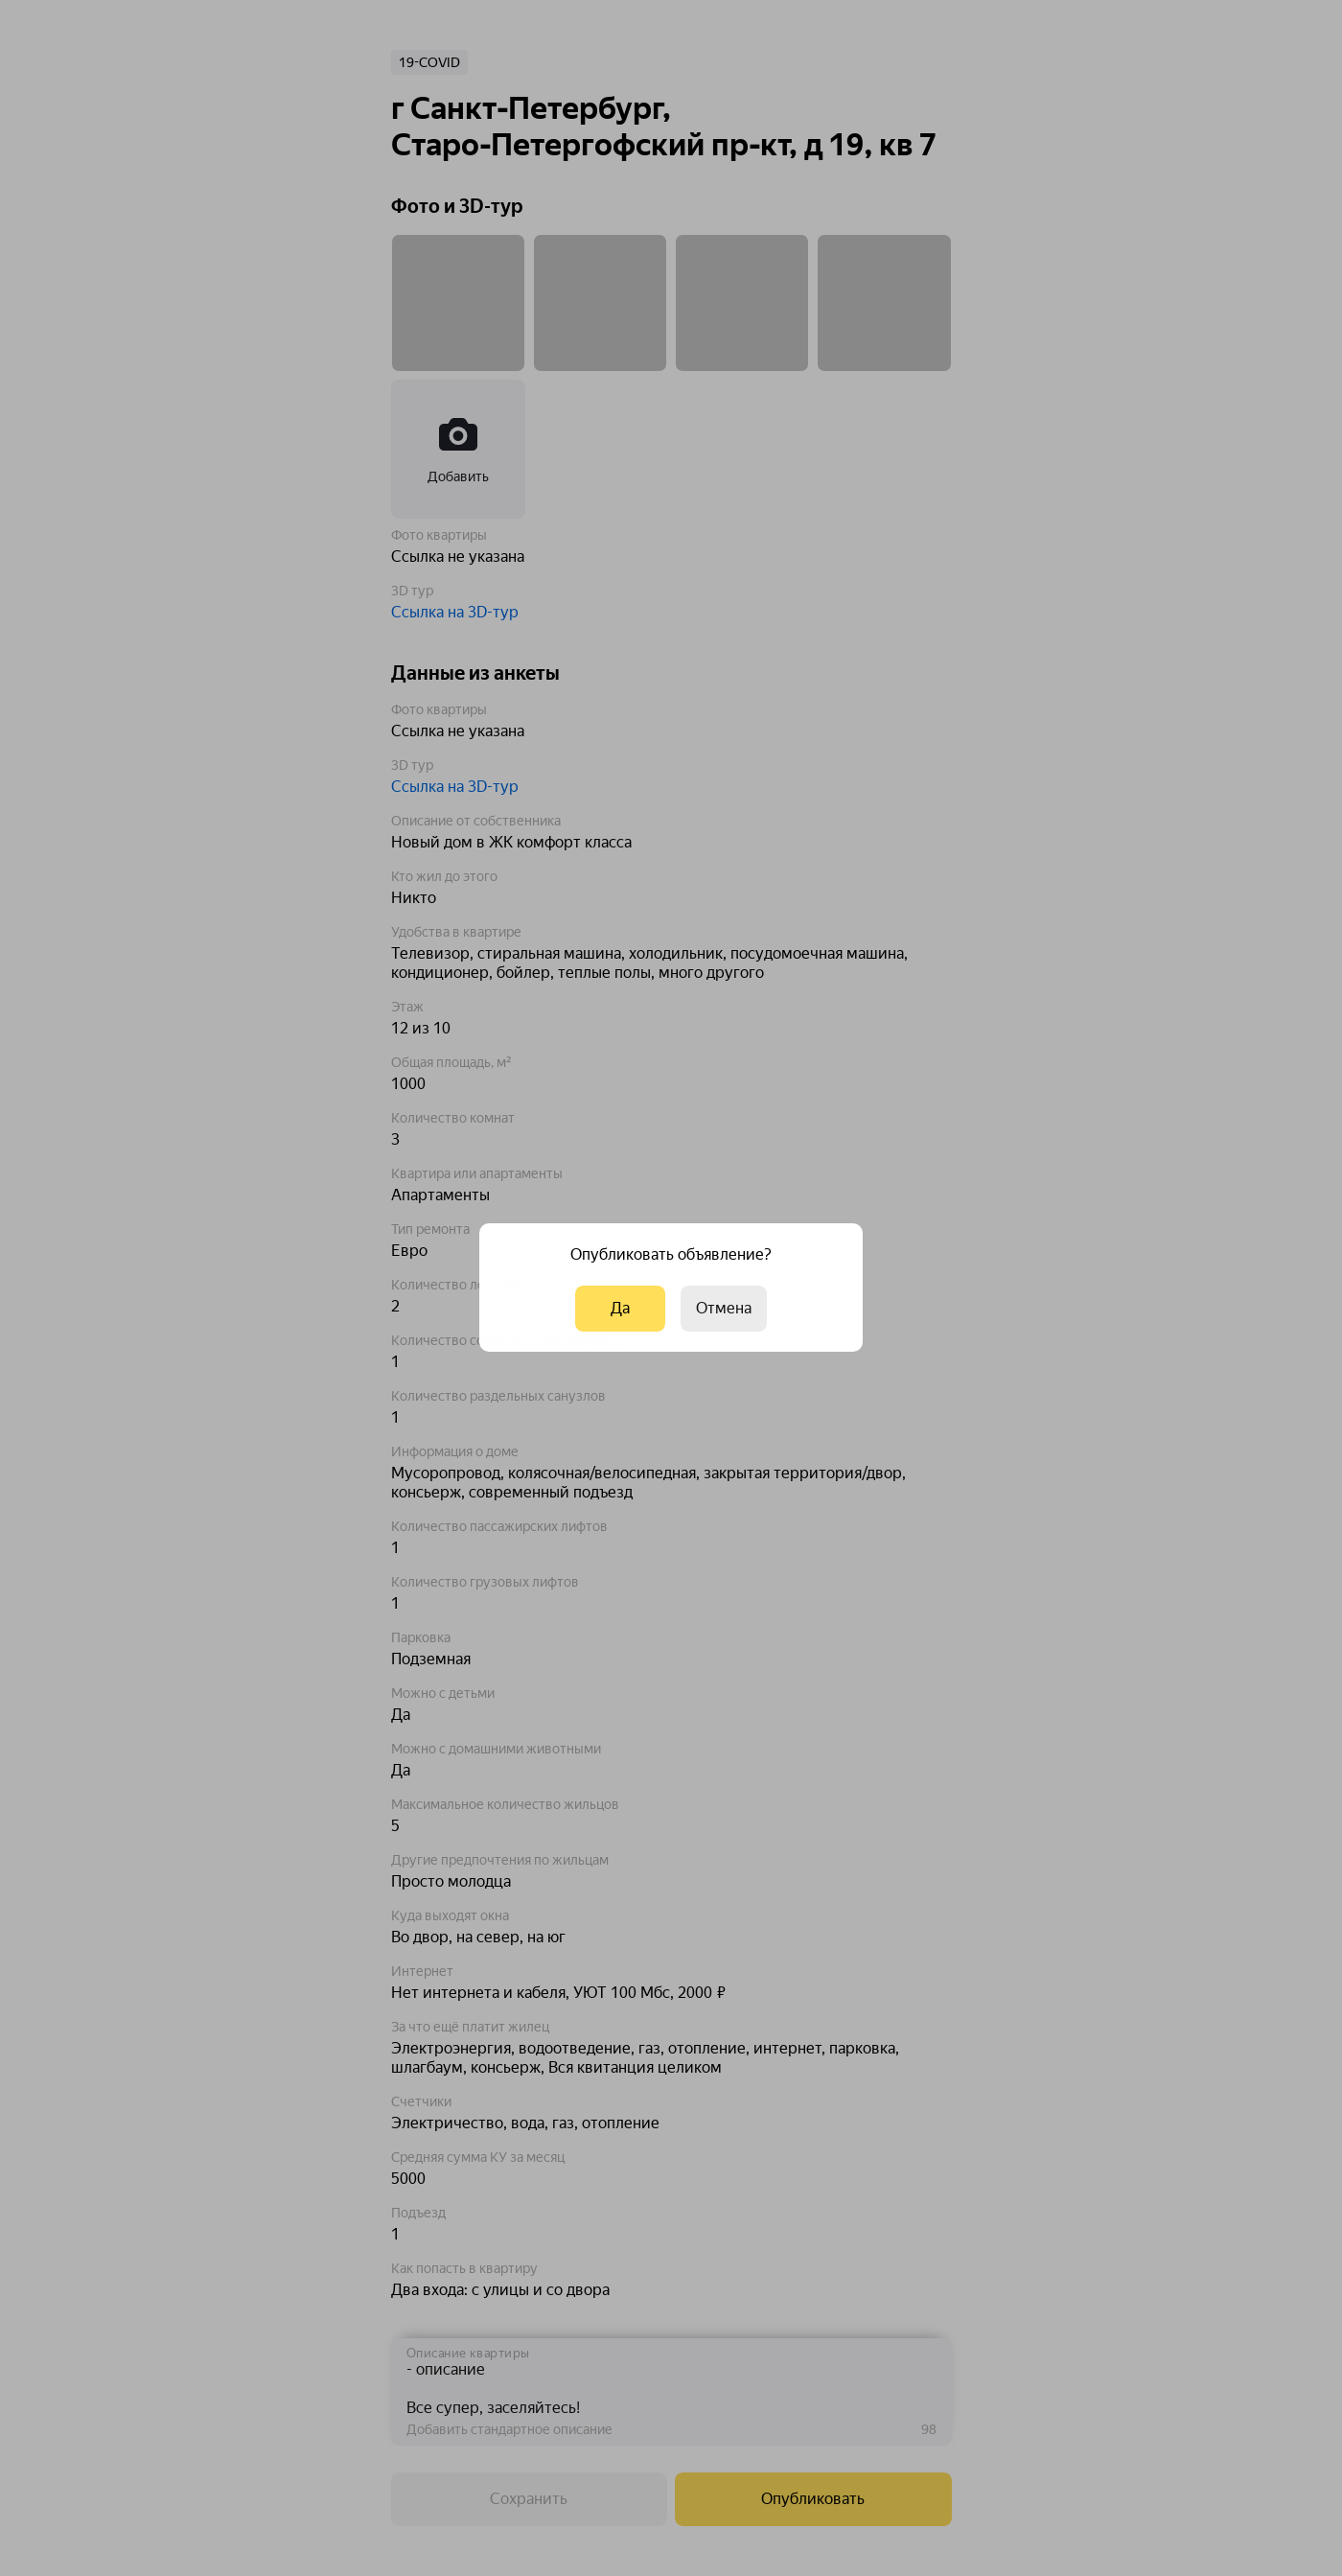 19-COVID
г Санкт-Петербург,
Старо-Петергофский пр-кт, д 19, кв 7
Фото и 3D-тур
Добавить
Фото квартиры
Ссылка не указана
3D тур
Ссылка на 3D-тур
Данные из анкеты
Фото квартиры
Ссылка не указана
3D тур
Ссылка на 3D-тур
Описание от собственника
Новый дом в ЖК комфорт класса
Кто жил до этого
Никто
Удобства в квартире
Телевизор, стиральная машина, холодильник, посудомоечная машина,
кондиционер, бойлер, теплые полы, много другого
Этаж
12 из 10
Общая площадь, м²
1000
Количество комнат
3
Квартира или апартаменты
Апартаменты
Тип ремонта
Евро
Опубликовать объявление?
Количество
2
Да
Отмена
Количество
1
Количество раздельных санузлов
1
Информация о доме
Мусоропровод, колясочная/велосипедная, закрытая территория/двор,
консьерж, современный подъезд
Количество пассажирских лифтов
1
Количество грузовых лифтов
1
Парковка
Подземная
Можно с детьми
Да
Можно с домашними животными
Да
Максимальное количество жильцов
5
Другие предпочтения по жильцам
Просто молодца
Куда выходят окна
Во двор, на север, на юг
Интернет
Нет интернета и кабеля, УЮТ 100 Мбс, 2000 ₽
За что ещё платит жилец
Электроэнергия, водоотведение, газ, отопление, интернет, парковка,
шлагбаум, консьерж, Вся квитанция целиком
Счетчики
Электричество, вода, газ, отопление
Средняя сумма КУ за месяц
5000
Подъезд
1
Как попасть в квартиру
Два входа: с улицы и со двора
Описание квартиры
- описание
Все супер, заселяйтесь!
Добавить стандартное описание 98
Сохранить
Опубликовать